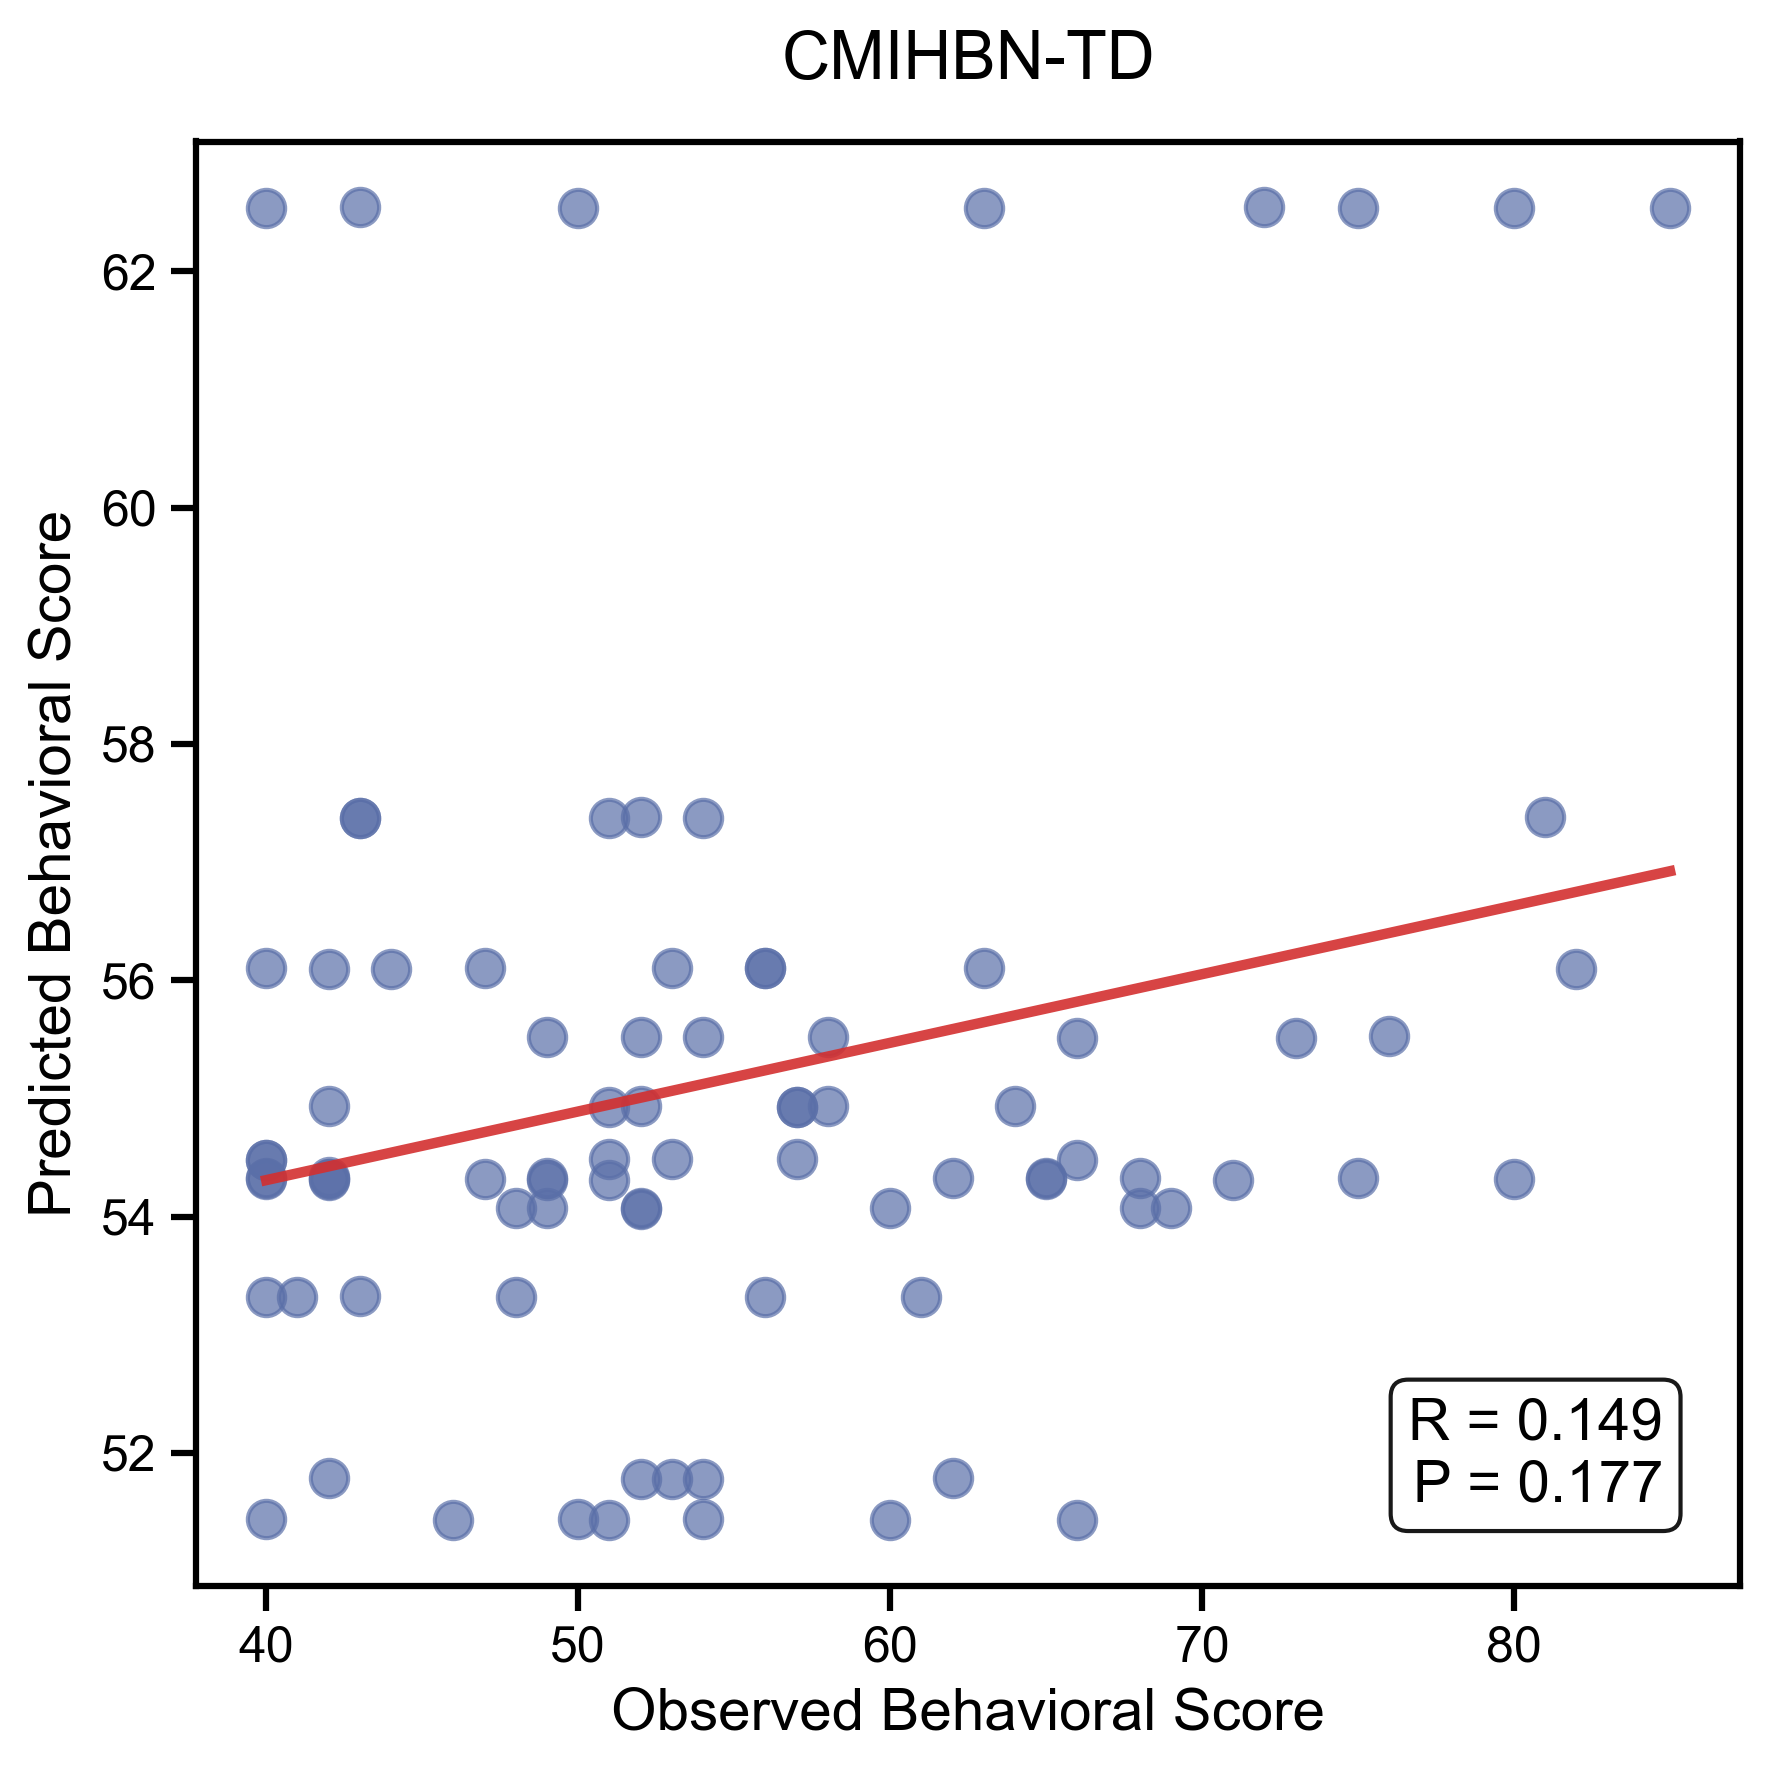 CMIHBN-TD
62
60
58
56
54
52
Predicted Behavioral Score
R = 0.149
P = 0.177
40
50
60
70
80
Observed Behavioral Score